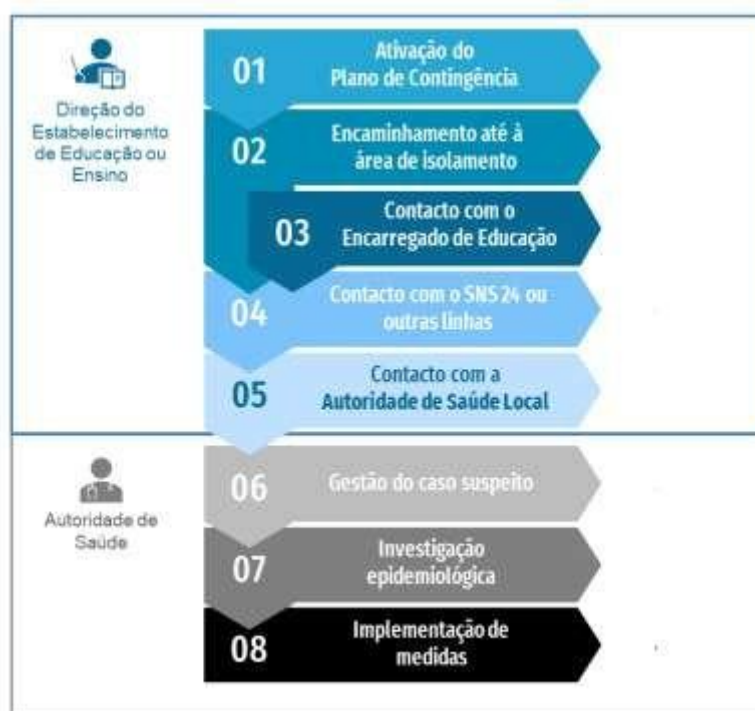 Direção do
Estabelecimento
de Educação ou
Ensino
01
Ativação do
Plano de Contingência
02
Encaminhamento até à
área de isolamento
03
Contacto com o
Encarregado de Educação
04
Contacto com o SNS 24 ou
outras linhas
05
Contacto com a
Autoridade de Saúde Local
Autoridade de
Saúde
06
Gestão do caso suspeito
07
Investigação
epidemiológica
08
Implementação de
medidas